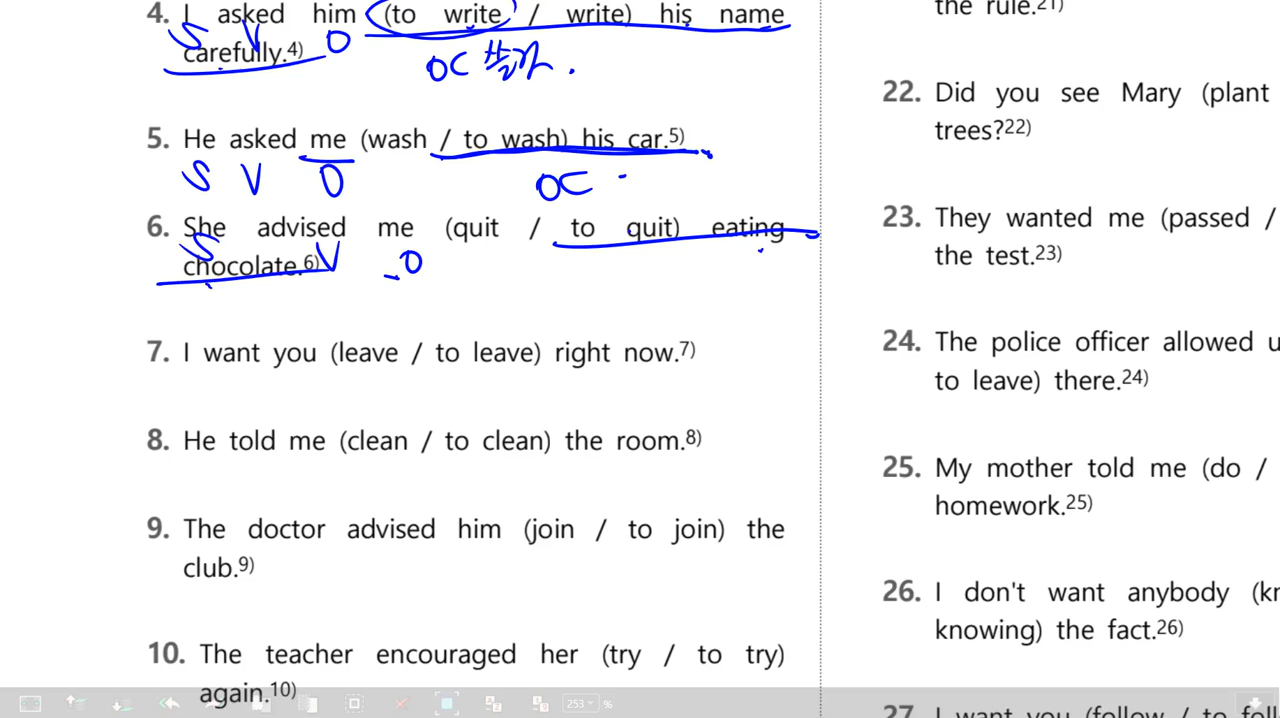 4. I asked him (to write / write) his name
carefully.4)
S V O
OC
5. He asked me (wash / to wash) his car.5)
S V O OC
6. She advised me (quit / to quit) eating
chocolate.6)
S V O
7. I want you (leave / to leave) right now.7)
8. He told me (clean / to clean) the room.8)
9. The doctor advised him (join / to join) the
club.9)
10. The teacher encouraged her (try / to try)
again.10)
the rule.21)
22. Did you see Mary (plant
trees?22)
23. They wanted me (passed /
the test.23)
24. The police officer allowed u
to leave) there.24)
25. My mother told me (do /
homework.25)
26. I don't want anybody (kn
knowing) the fact.26)
27. I want you (follow / to foll
253 %